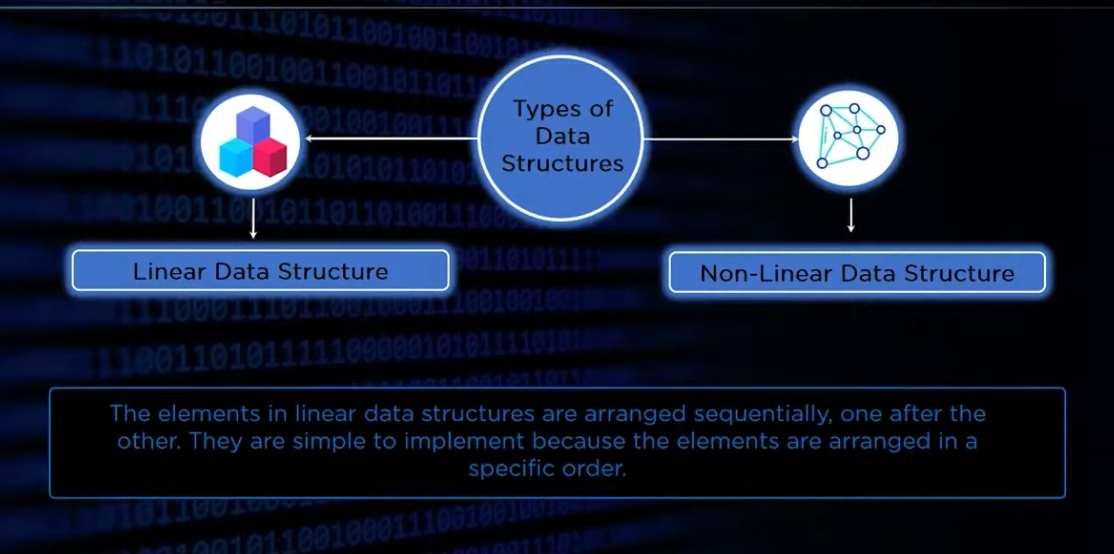 Types of
Data
Structures
Linear Data Structure
Non-Linear Data Structure
The elements in linear data structures are arranged sequentially, one after the
other. They are simple to implement because the elements are arranged in a
specific order.